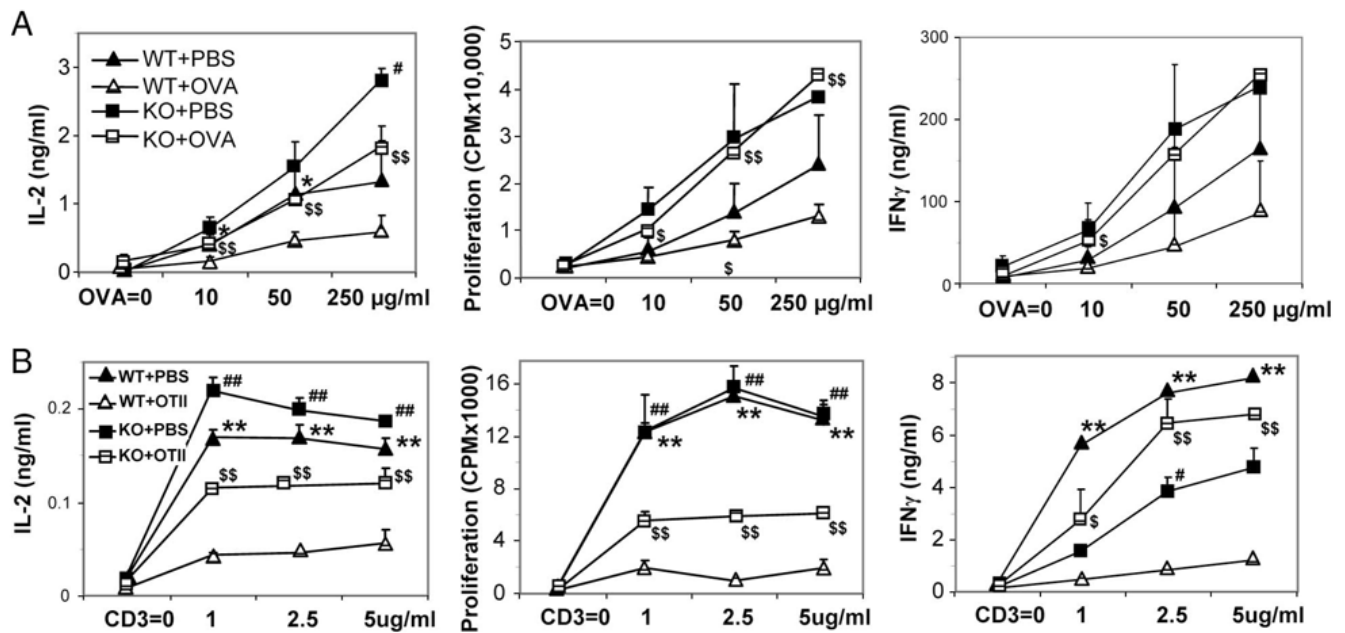 A
IL-2 (ng/ml)
3
2
1
0
WT+PBS
WT+OVA
KO+PBS
KO+OVA
#
$$
*
$$
*
$$
OVA=0 10 50 250 µg/ml
Proliferation (CPMx10,000)
5
4
3
2
1
0
$$
$$
$
$
OVA=0 10 50 250 µg/ml
IFNγ (ng/ml)
300
200
100
0
$
OVA=0 10 50 250 µg/ml
B
IL-2 (ng/ml)
0.2
0.1
0
WT+PBS
WT+OTII
KO+PBS
KO+OTII
## ## ##
** ** **
$$ $$ $$
CD3=0 1 2.5 5ug/ml
Proliferation (CPMx1000)
16
12
8
4
0
## ## ##
** ** **
$$ $$ $$
CD3=0 1 2.5 5ug/ml
IFNγ (ng/ml)
8
6
4
2
0
** ** **
$ $$ $$
#
CD3=0 1 2.5 5ug/ml